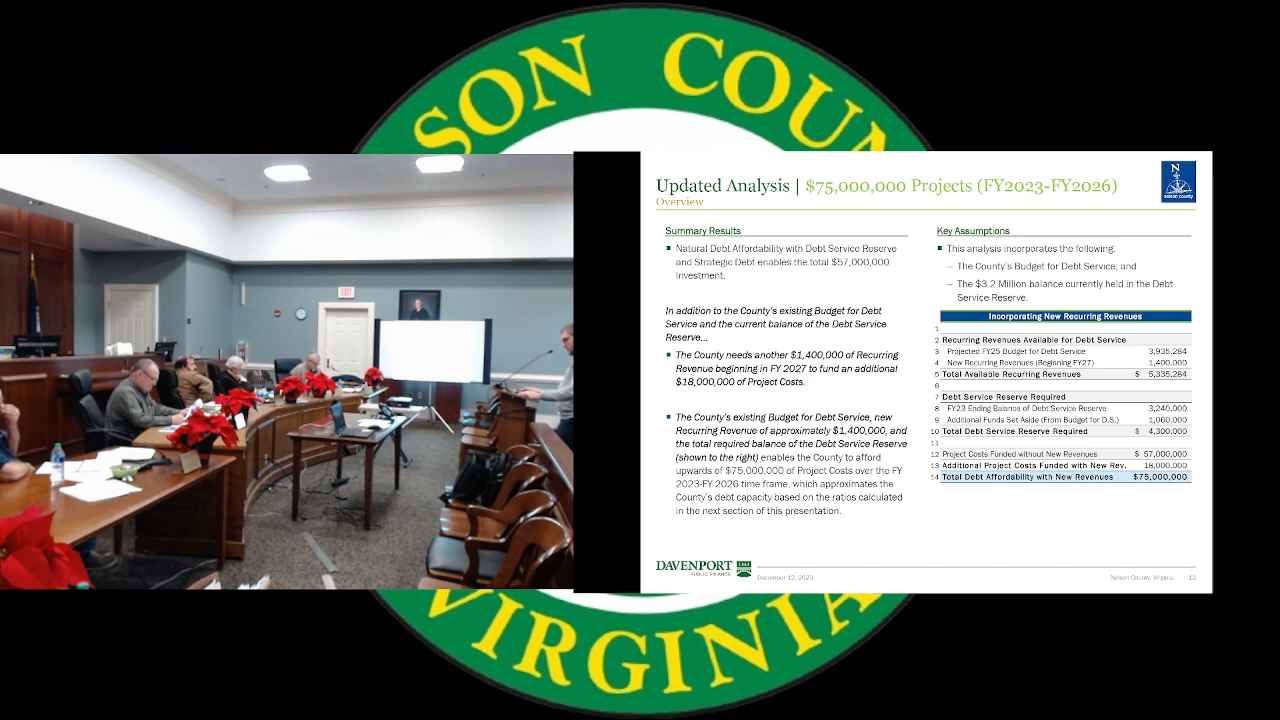 SON COUN
VIRGINIA
EXIT
Updated Analysis | $75,000,000 Projects (FY2023-FY2026)
Overview
N
nelson county
Summary Results
■ Natural Debt Affordability with Debt Service Reserve
and Strategic Debt enables the total $57,000,000
Investment.
In addition to the County's existing Budget for Debt
Service and the current balance of the Debt Service
Reserve...
■ The County needs another $1,400,000 of Recurring
Revenue beginning in FY 2027 to fund an additional
$18,000,000 of Project Costs.
■ The County's existing Budget for Debt Service, new
Recurring Revenue of approximately $1,400,000, and
the total required balance of the Debt Service Reserve
(shown to the right) enables the County to afford
upwards of $75,000,000 of Project Costs over the FY
2023-FY 2026 time frame, which approximates the
County's debt capacity based on the ratios calculated
in the next section of this presentation.
Key Assumptions
■ This analysis incorporates the following:
— The County's Budget for Debt Service; and
— The $3.2 Million balance currently held in the Debt
Service Reserve.
Incorporating New Recurring Revenues
1
2 Recurring Revenues Available for Debt Service
3 Projected FY25 Budget for Debt Service 3,935,284
4 New Recurring Revenues (Beginning FY27) 1,400,000
5 Total Available Recurring Revenues $ 5,335,284
6
7 Debt Service Reserve Required
8 FY23 Ending Balance of Debt Service Reserve 3,240,000
9 Additional Funds Set Aside (From Budget for D.S.) 1,060,000
10 Total Debt Service Reserve Required $ 4,300,000
11
12 Project Costs Funded without New Revenues $ 57,000,000
13 Additional Project Costs Funded with New Rev. 18,000,000
14 Total Debt Affordability with New Revenues $75,000,000
DAVENPORT
PUBLIC FINANCE
December 12, 2023
Nelson County, Virginia 12